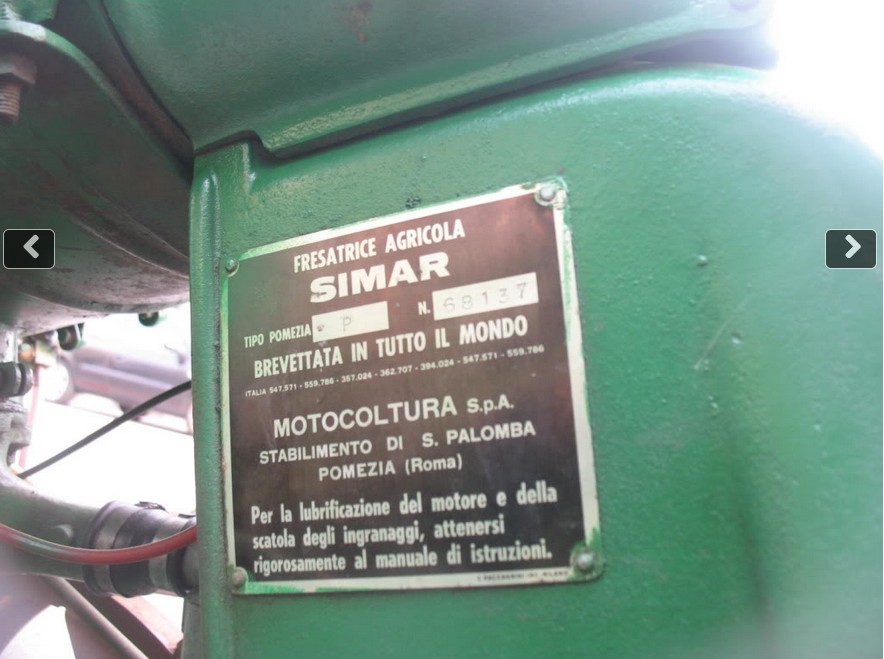 FRESATRICE AGRICOLA
SIMAR
TIPO POMEZIA P N. 68137
BREVETTATA IN TUTTO IL MONDO
ITALIA 547.571 - 559.786 - 357.024 - 362.707 - 394.024 - 547.571 - 559.786
MOTOCOLTURA S.p.A.
STABILIMENTO DI S. PALOMBA
POMEZIA (Roma)
Per la lubrificazione del motore e della
scatola degli ingranaggi, attenersi
rigorosamente al manuale di istruzioni.
MILANO